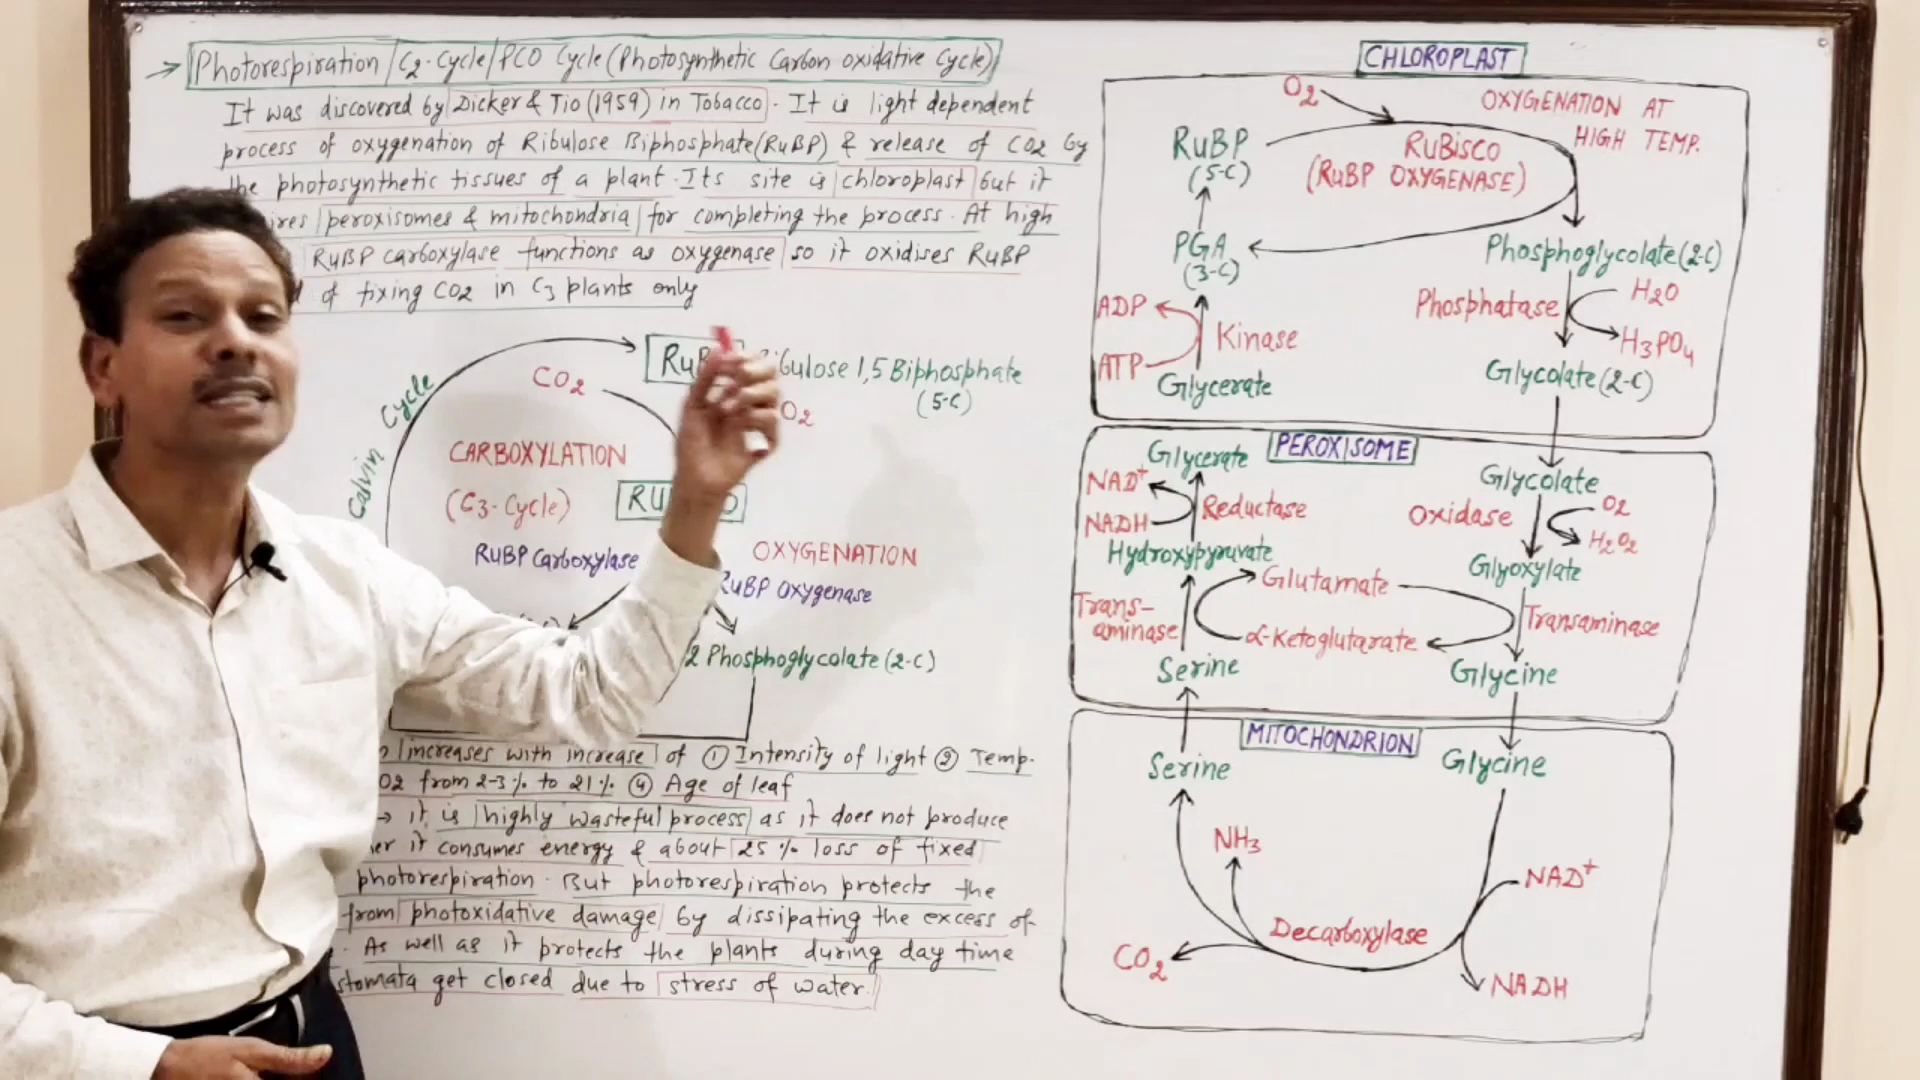 → Photorespiration/C2-Cycle/PCO Cycle (Photosynthetic Carbon oxidative Cycle)
It was discovered by Dicker & Tio (1959) in Tobacco. It is light dependent
process of oxygenation of Ribulose Biphosphate (RuBP) & release of CO2 by
the photosynthetic tissues of a plant. Its site is chloroplast but it
peroxisomes & mitochondria for completing the process. At high
RuBP carboxylase functions as oxygenase so it oxidises RuBP
of fixing CO2 in C3 plants only
Calvin Cycle
1,5 Biphosphate
(5-C)
CO2
O2
CARBOXYLATION
(C3-Cycle)
RuBP Carboxylase
OXYGENATION
RuBP Oxygenase
2 Phosphoglycolate (2-C)
increases with increase of ① Intensity of light ② Temp.
O2 from 2-3% to 21% ④ Age of leaf
→ it is highly wasteful process as it does not produce
it consumes energy & about 25% loss of fixed
photorespiration. But photorespiration protects the
from photoxidative damage by dissipating the excess of
. As well as it protects the plants during day time
stomata get closed due to stress of water.
CHLOROPLAST
O2
OXYGENATION AT
HIGH TEMP.
RuBP
(5-C)
RuBisCO
(RuBP OXYGENASE)
PGA
(3-C)
Phosphoglycolate (2-C)
ADP
ATP
Kinase
Phosphatase
H2O
H3PO4
Glycerate
Glycolate (2-C)
PEROXISOME
Glycerate
Glycolate
NAD+
NADH
Reductase
Oxidase
O2
H2O2
Hydroxypyruvate
Glyoxylate
Glutamate
Trans-
aminase
α-Ketoglutarate
Transaminase
Serine
Glycine
MITOCHONDRION
Serine
Glycine
NH3
NAD+
Decarboxylase
CO2
NADH